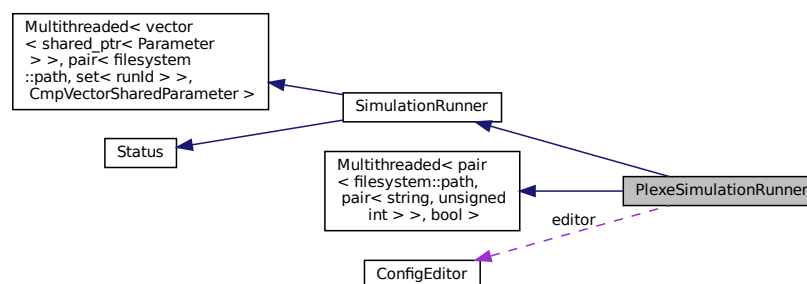 Multithreaded< vector
< shared_ptr< Parameter
> >, pair< filesystem
::path, set< runId > >,
CmpVectorSharedParameter >
SimulationRunner
Status
Multithreaded< pair
< filesystem::path,
pair< string, unsigned
int > >, bool >
PlexeSimulationRunner
editor
ConfigEditor